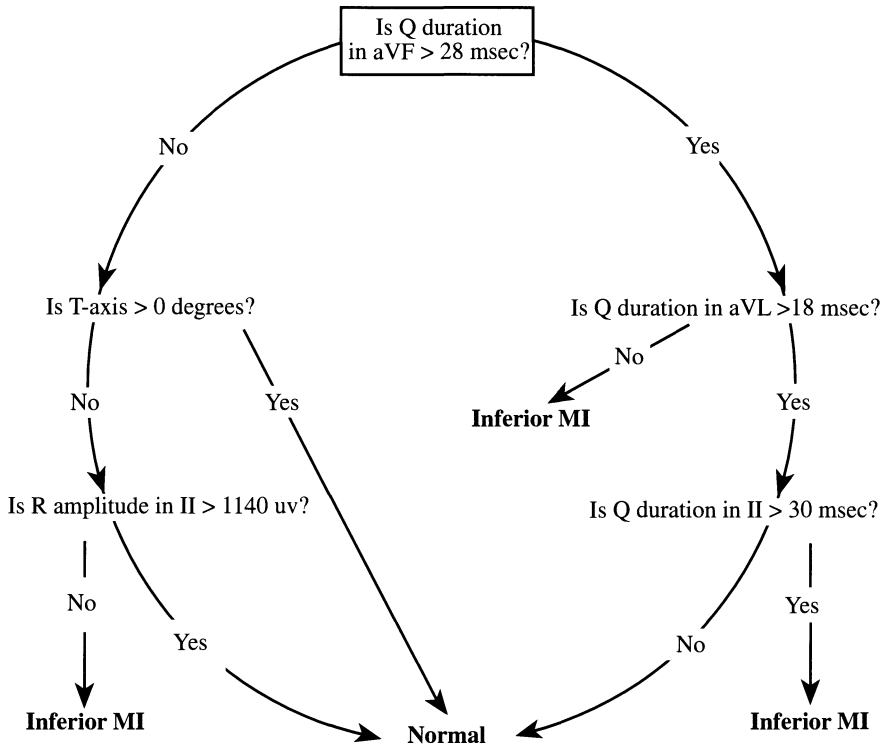 Is Q duration
in aVF > 28 msec?
No
Yes
Is T-axis > 0 degrees?
Is Q duration in aVL >18 msec?
No
No
Yes
Inferior MI
Yes
Is R amplitude in II > 1140 uv?
Is Q duration in II > 30 msec?
No
Yes
Yes
No
Inferior MI
Normal
Inferior MI